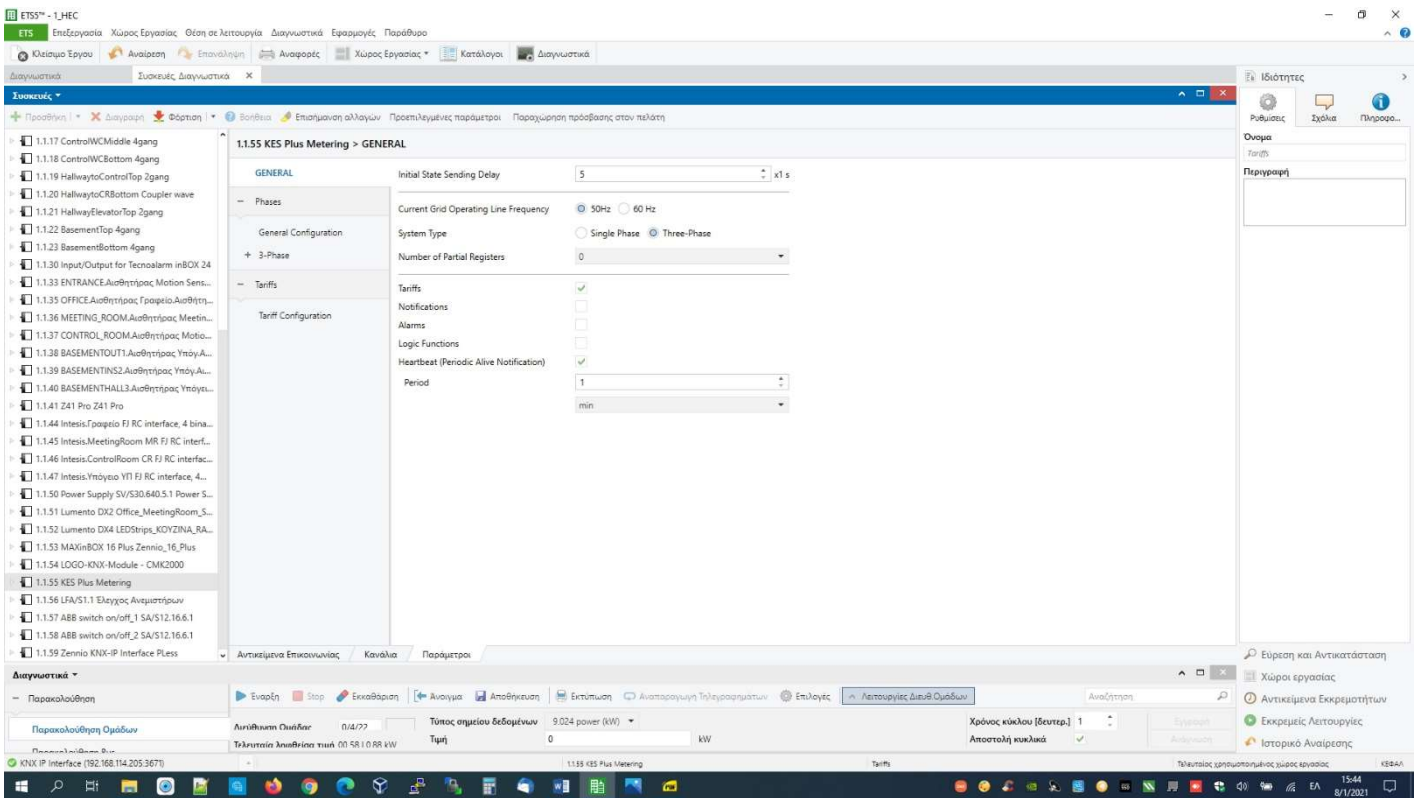 ETS5™ - 1_HEC
ETS Επεξεργασία Χώρος Εργασίας Θέση σε λειτουργία Διαγνωστικά Εφαρμογές Παράθυρο
Κλείσιμο Έργου Αναίρεση Επανάληψη Αναφορές Χώρος Εργασίας Κατάλογοι Διαγνωστικά
Διαγνωστικά Συσκευές, Διαγνωστικά
Συσκευές
Προσθήκη Διαγραφή Φόρτιση Βοήθεια Επισήμανση αλλαγών Προεπιλεγμένες παράμετροι Παραχώρηση πρόσβασης στον πελάτη
1.1.17 ControlWCMiddle 4gang
1.1.18 ControlWCBottom 4gang
1.1.19 HallwaytoControlTop 2gang
1.1.20 HallwaytoCRBottom Coupler wave
1.1.21 HallwayElevatorTop 2gang
1.1.22 BasementTop 4gang
1.1.23 BasementBottom 4gang
1.1.30 Input/Output for Tecnoalarm inBOX 24
1.1.33 ENTRANCE.Αισθητήρας Motion Sens...
1.1.35 OFFICE.Αισθητήρας Γραφείο.Αισθήτη...
1.1.36 MEETING_ROOM.Αισθητήρας Meetin...
1.1.37 CONTROL_ROOM.Αισθητήρας Motio...
1.1.38 BASEMENTOUT1.Αισθητήρας Υπόγ.Α...
1.1.39 BASEMENTINS2.Αισθητήρας Υπόγ.Αι...
1.1.40 BASEMENTHALL3.Αισθητήρας Υπόγει...
1.1.41 Z41 Pro Z41 Pro
1.1.44 Intesis.Γραφείο FJ RC interface, 4 bina...
1.1.45 Intesis.MeetingRoom MR FJ RC interf...
1.1.46 Intesis.ControlRoom CR FJ RC interfac...
1.1.47 Intesis.Υπόγειο ΥΠ FJ RC interface, 4...
1.1.50 Power Supply SV/S30.640.5.1 Power S...
1.1.51 Lumento DX2 Office_MeetingRoom_S...
1.1.52 Lumento DX4 LEDStrips_KOYZINA_RA...
1.1.53 MAXinBOX 16 Plus Zennio_16_Plus
1.1.54 LOGO-KNX-Module - CMK2000
1.1.55 KES Plus Metering
1.1.56 LFA/S1.1 Έλεγχος Ανεμιστήρων
1.1.57 ABB switch on/off_1 SA/S12.16.6.1
1.1.58 ABB switch on/off_2 SA/S12.16.6.1
1.1.59 Zennio KNX-IP Interface PLess
1.1.55 KES Plus Metering > GENERAL
GENERAL
Phases
General Configuration
3-Phase
Tariffs
Tariff Configuration
Initial State Sending Delay 5 x1 s
Current Grid Operating Line Frequency 50Hz 60 Hz
System Type Single Phase Three-Phase
Number of Partial Registers 0
Tariffs
Notifications
Alarms
Logic Functions
Heartbeat (Periodic Alive Notification)
Period 1
min
Αντικείμενα Επικοινωνίας Κανάλια Παράμετροι
Ιδιότητες
Ρυθμίσεις Σχόλια Πληροφο...
Όνομα
Tariffs
Περιγραφή
Εύρεση και Αντικατάσταση
Χώροι εργασίας
Αντικείμενα Εκκρεμοτήτων
Εκκρεμείς Λειτουργίες
Ιστορικό Αναίρεσης
Διαγνωστικά
Παρακολούθηση
Παρακολούθηση Ομάδων
Παρακολούθηση Bus
Έναρξη Stop Εκκαθάριση Άνοιγμα Αποθήκευση Εκτύπωση Αναπαραγωγή Τηλεγραφημάτων Επιλογές Λειτουργίες Διευθ.Ομάδων Αναζήτηση
Διεύθυνση Ομάδας 0/4/22 Τύπος σημείου δεδομένων 9.024 power (kW) Χρόνος κύκλου [δευτερ.] 1 Εγγραφή
Τελευταία ληφθείσα τιμή 00 58 | 0.88 kW Τιμή 0 kW Αποστολή κυκλικά Ανάγνωση
KNX IP Interface (192.168.114.205:3671) 1.1.55 KES Plus Metering Tariffs Τελευταίος χρησιμοποιημένος χώρος εργασίας ΚΕΦΑΛ
ΕΛ 15:44
8/1/2021